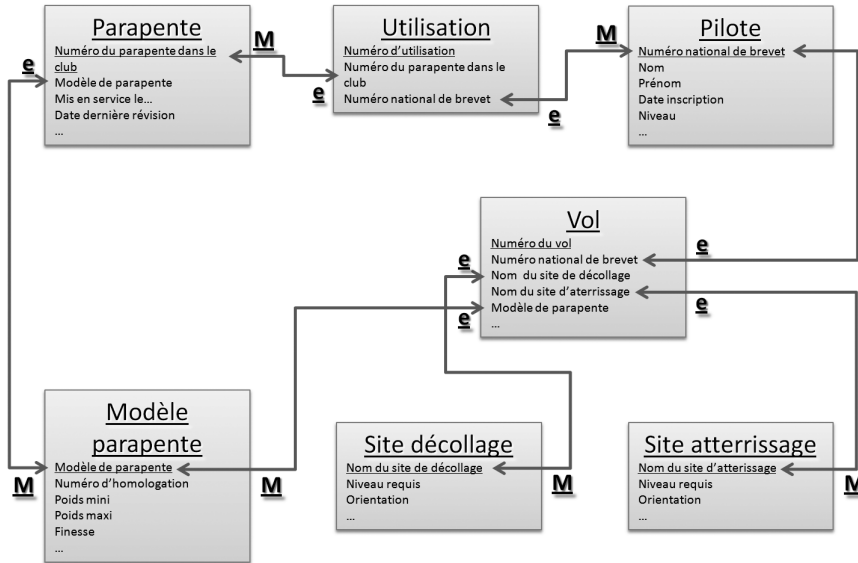 Parapente
Numéro du parapente dans le
club
Modèle de parapente
Mis en service le...
Date dernière révision
...
M
e
Utilisation
Numéro d'utilisation
Numéro du parapente dans le
club
Numéro national de brevet
e
e
M
Pilote
Numéro national de brevet
Nom
Prénom
Date inscription
Niveau
...
Vol
Numéro du vol
Numéro national de brevet
Nom du site de décollage
Nom du site d'aterrissage
Modèle de parapente
...
e
e
e
e
Modèle
parapente
Modèle de parapente
Numéro d'homologation
Poids mini
Poids maxi
Finesse
...
M
M
Site décollage
Nom du site de décollage
Niveau requis
Orientation
...
M
Site atterrissage
Nom du site d'atterissage
Niveau requis
Orientation
...
M